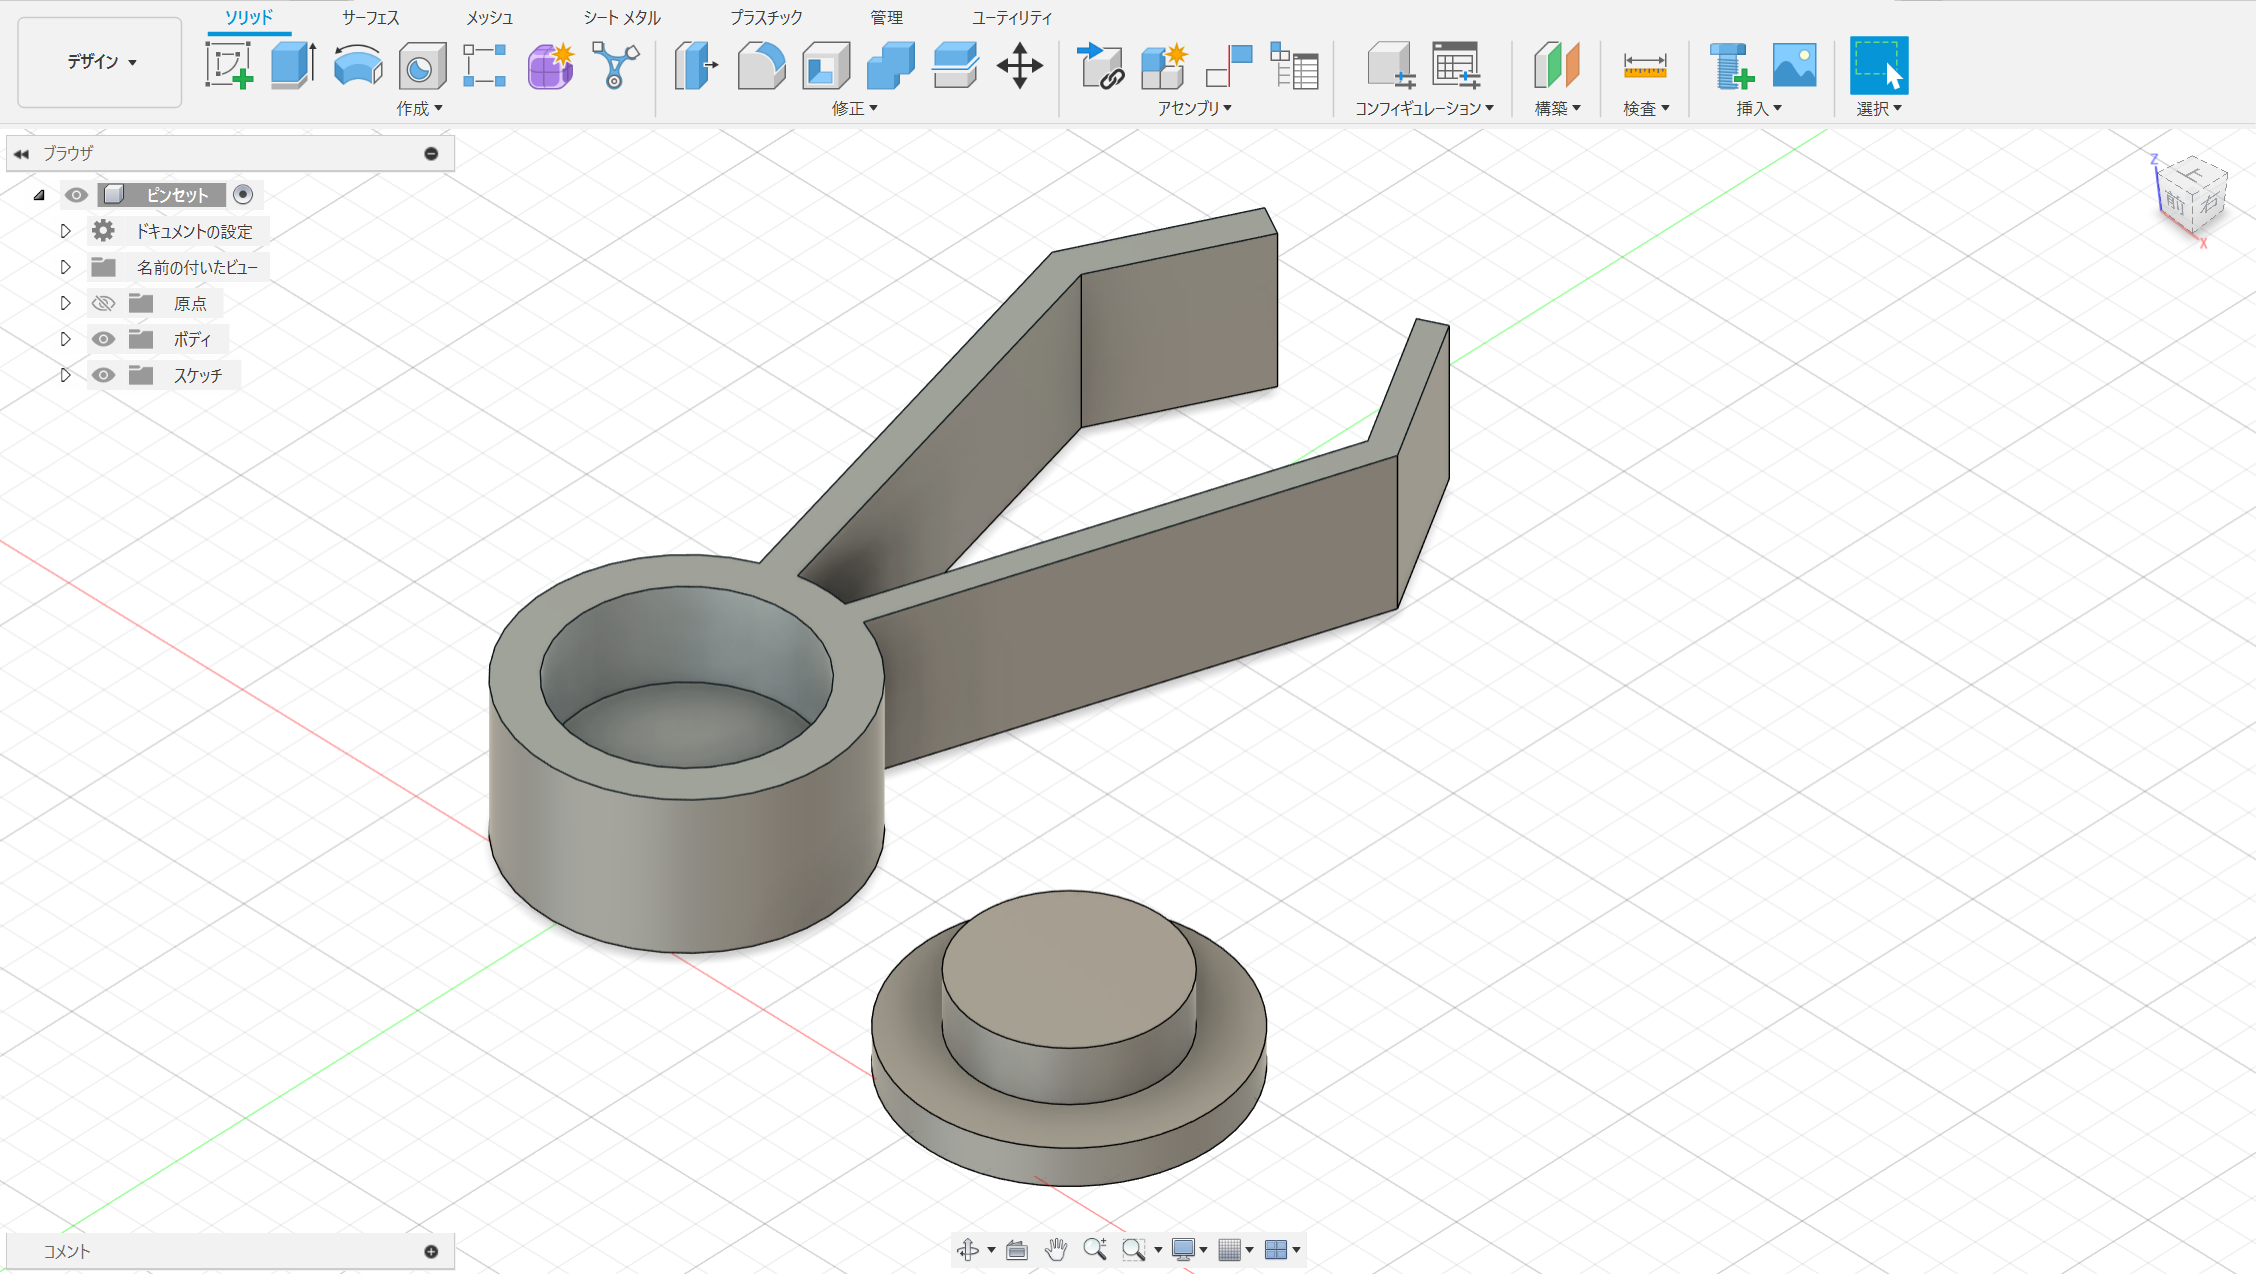 ソリッド サーフェス メッシュ シート メタル プラスチック 管理 ユーティリティ
デザイン
作成 修正 アセンブリ コンフィギュレーション 構築 検査 挿入 選択
ブラウザ
ピンセット
ドキュメントの設定
名前の付いたビュー
原点
ボディ
スケッチ
Z
上
前 右
X
コメント